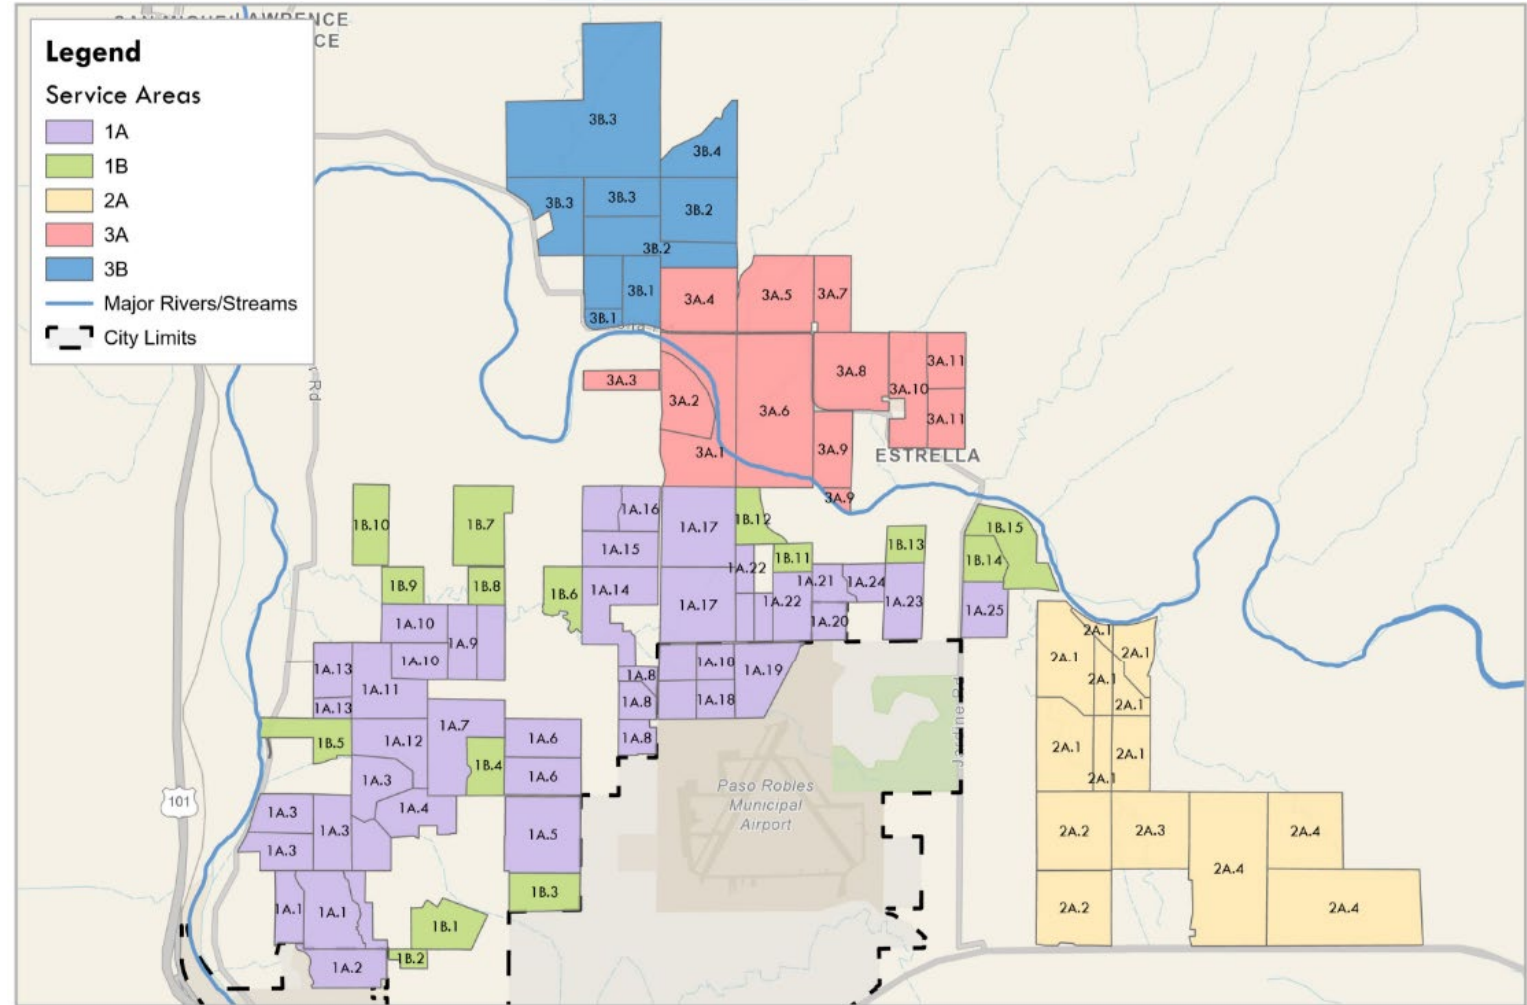 LAWRENCE
CE
Legend
Service Areas
1A
1B
2A
3A
3B
Major Rivers/Streams
City Limits
3B.3
3B.4
3B.3
3B.3
3B.2
3B.2
3B.1
3B.1
3A.4
3A.5
3A.7
3A.3
3A.2
3A.1
3A.6
3A.8
3A.10
3A.11
3A.11
3A.9
3A.9
ESTRELLA
Rd
1B.10
1B.7
1B.9
1B.8
1B.6
1A.16
1A.15
1A.14
1A.17
1A.17
1B.12
1B.11
1A.22
1A.22
1A.21
1A.24
1A.20
1B.13
1A.23
1B.15
1B.14
1A.25
1A.10
1A.9
1A.10
1A.13
1A.11
1A.13
1A.8
1A.8
1A.8
1A.10
1A.18
1A.19
1B.5
1A.12
1A.7
1B.4
1A.6
1A.6
1A.3
1A.4
1A.3
1A.3
1A.3
1A.5
1B.3
1A.1
1A.1
1B.1
1B.2
1A.2
101
Paso Robles
Municipal
Airport
Jardine Rd
2A.1
2A.1
2A.1
2A.1
2A.1
2A.1
2A.1
2A.1
2A.2
2A.3
2A.4
2A.4
2A.2
2A.4